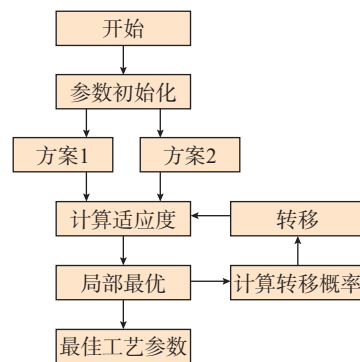 开始
参数初始化
方案1
方案2
计算适应度
转移
局部最优
计算转移概率
最佳工艺参数